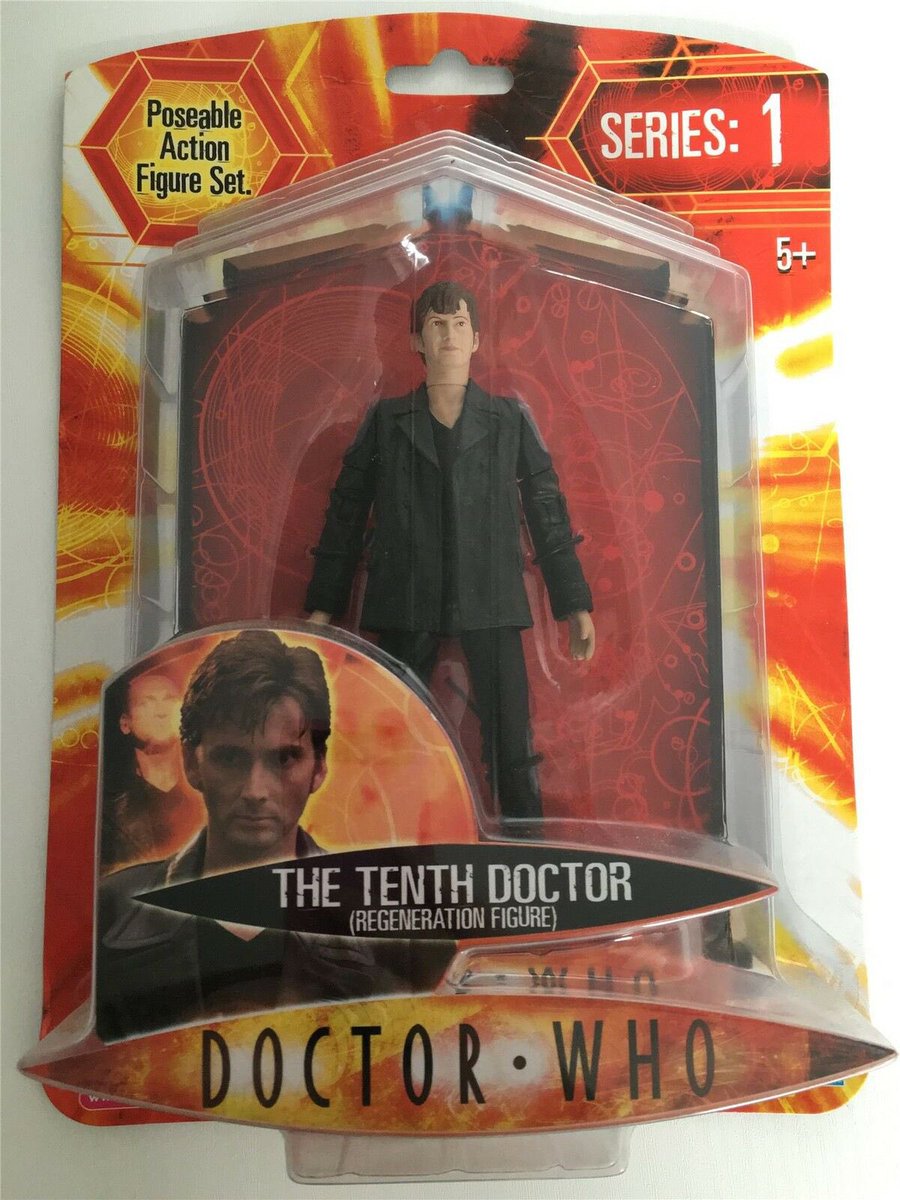 Poseable
Action
Figure Set.
SERIES: 1
5+
THE TENTH DOCTOR
(REGENERATION FIGURE)
DOCTOR · WHO